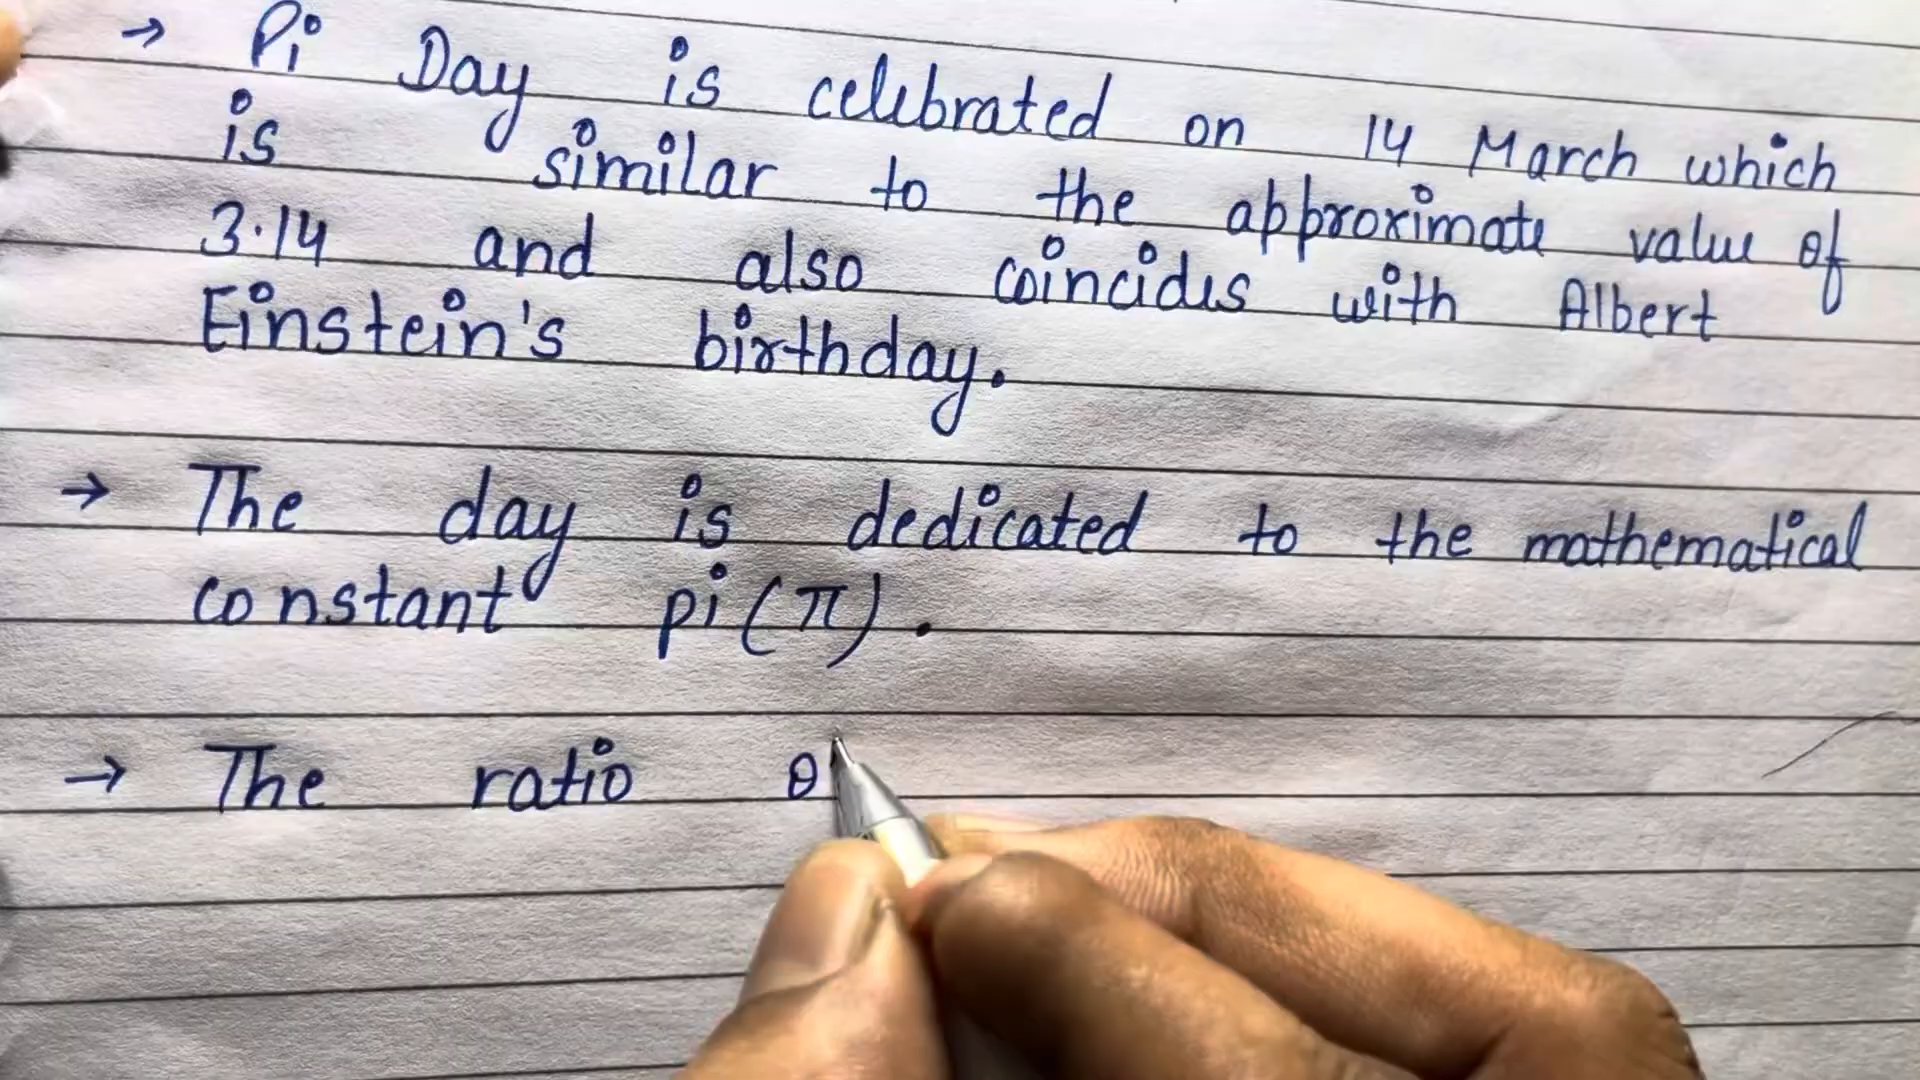 → Pi Day is celebrated on 14 March which
is similar to the approximate value of
3.14 and also coincides with Albert
Einstein's birthday.
→ The day is dedicated to the mathematical
constant pi (π).
→ The ratio o